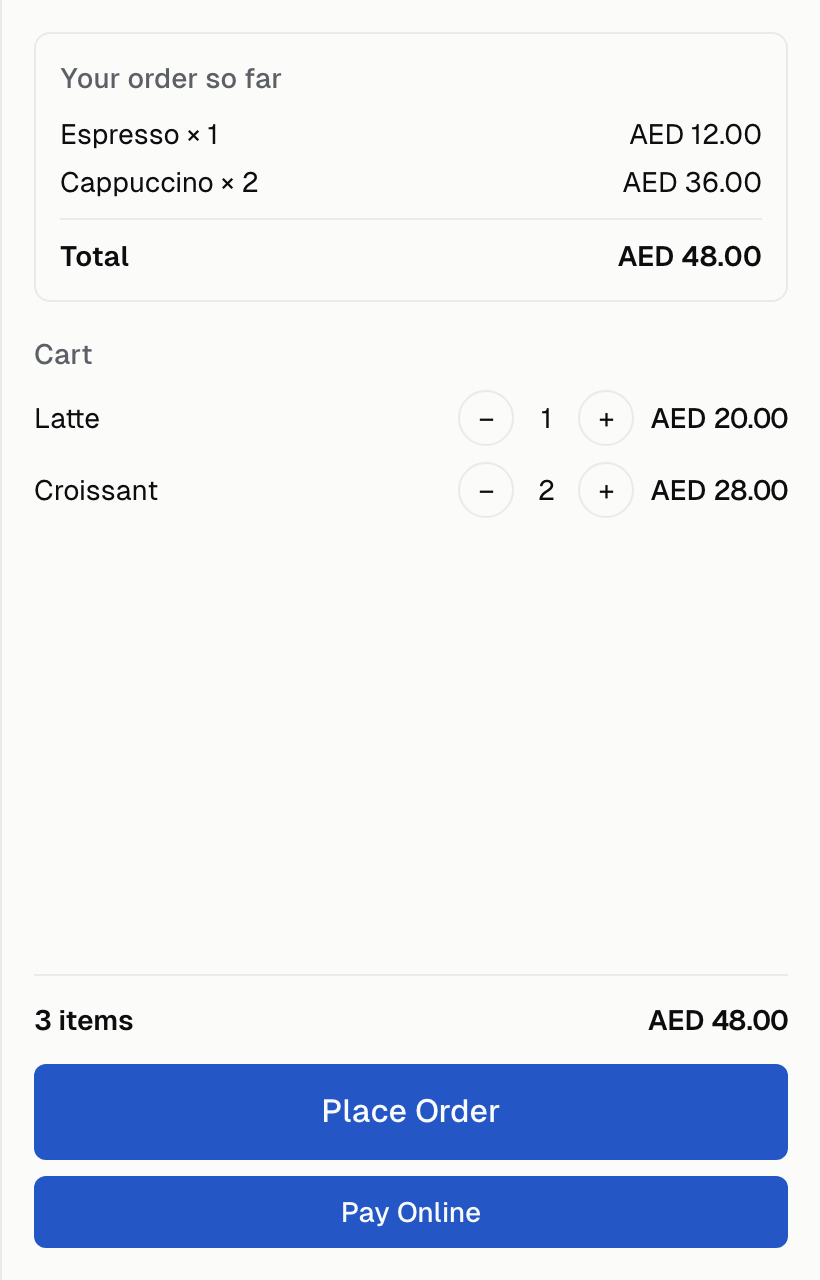 Your order so far
Espresso × 1 AED 12.00
Cappuccino × 2 AED 36.00
Total AED 48.00
Cart
Latte − 1 + AED 20.00
Croissant − 2 + AED 28.00
3 items AED 48.00
Place Order
Pay Online